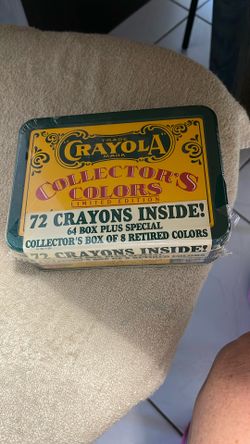 TRADE
CRAYOLA
MARK
COLLECTOR'S
COLORS
LIMITED EDITION
72 CRAYONS INSIDE!
64 BOX PLUS SPECIAL
COLLECTOR'S BOX OF 8 RETIRED COLORS
72 CRAYONS INSIDE!